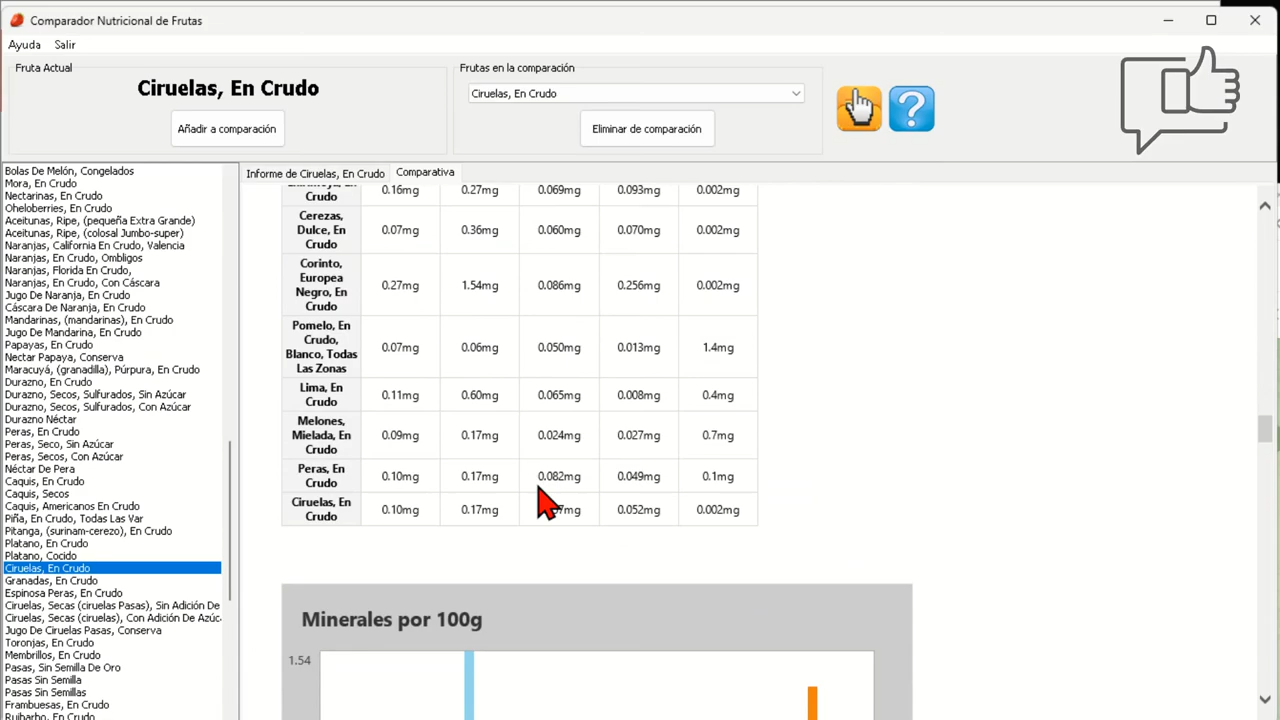 Comparador Nutricional de Frutas
Ayuda Salir
Fruta Actual
Ciruelas, En Crudo
Añadir a comparación
Frutas en la comparación
Ciruelas, En Crudo
Eliminar de comparación
Bolas De Melón, Congelados
Mora, En Crudo
Nectarinas, En Crudo
Oheloberries, En Crudo
Aceitunas, Ripe, (pequeña Extra Grande)
Aceitunas, Ripe, (colosal Jumbo-super)
Naranjas, California En Crudo, Valencia
Naranjas, En Crudo, Ombligos
Naranjas, Florida En Crudo,
Naranjas, En Crudo, Con Cáscara
Jugo De Naranja, En Crudo
Cáscara De Naranja, En Crudo
Mandarinas, (mandarinas), En Crudo
Jugo De Mandarina, En Crudo
Papayas, En Crudo
Nectar Papaya, Conserva
Maracuyá, (granadilla), Púrpura, En Crudo
Durazno, En Crudo
Durazno, Secos, Sulfurados, Sin Azúcar
Durazno, Secos, Sulfurados, Con Azúcar
Durazno Néctar
Peras, En Crudo
Peras, Seco, Sin Azúcar
Peras, Secos, Con Azúcar
Néctar De Pera
Caquis, En Crudo
Caquis, Secos
Caquis, Americanos En Crudo
Piña, En Crudo, Todas Las Var
Pitanga, (surinam-cerezo), En Crudo
Platano, En Crudo
Platano, Cocido
Ciruelas, En Crudo
Granadas, En Crudo
Espinosa Peras, En Crudo
Ciruelas, Secas (ciruelas Pasas), Sin Adición De
Ciruelas, Secas (ciruelas), Con Adición De Azúc
Jugo De Ciruelas Pasas, Conserva
Toronjas, En Crudo
Membrillos, En Crudo
Pasas, Sin Semilla De Oro
Pasas Sin Semilla
Pasas Sin Semillas
Frambuesas, En Crudo
Ruibarbo, En Crudo
Informe de Ciruelas, En Crudo Comparativa
Crudo 0.16mg 0.27mg 0.069mg 0.093mg 0.002mg
Cerezas,
Dulce, En 0.07mg 0.36mg 0.060mg 0.070mg 0.002mg
Crudo
Corinto,
Europea
Negro, En 0.27mg 1.54mg 0.086mg 0.256mg 0.002mg
Crudo
Pomelo, En
Crudo,
Blanco, Todas 0.07mg 0.06mg 0.050mg 0.013mg 1.4mg
Las Zonas
Lima, En
Crudo 0.11mg 0.60mg 0.065mg 0.008mg 0.4mg
Melones,
Mielada, En 0.09mg 0.17mg 0.024mg 0.027mg 0.7mg
Crudo
Peras, En
Crudo 0.10mg 0.17mg 0.082mg 0.049mg 0.1mg
Ciruelas, En
Crudo 0.10mg 0.17mg 0.052mg 0.002mg
Minerales por 100g
1.54